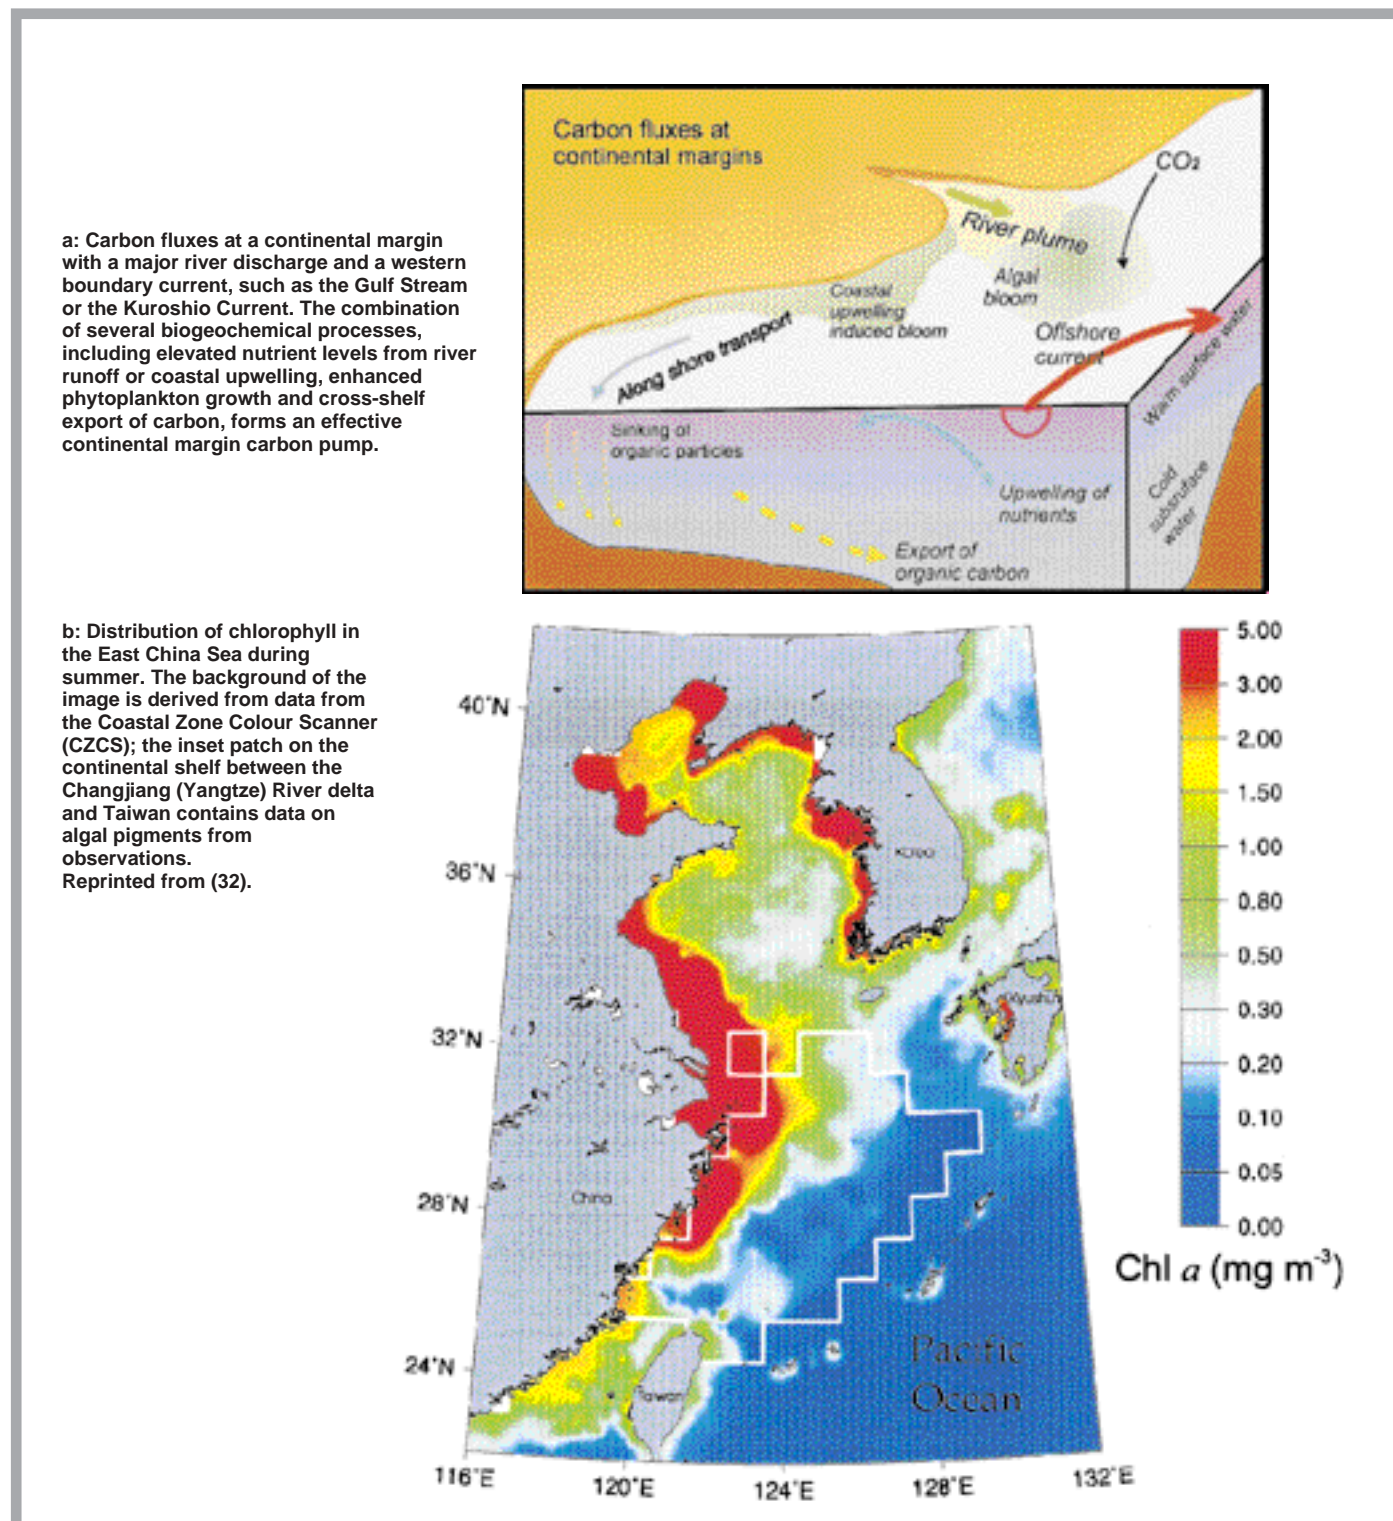 Carbon fluxes at
continental margins
CO₂
River plume
Algal
bloom
Coastal
upwelling
induced bloom
Offshore
current
Along shore transport
Warm surface water
Sinking of
organic particles
Cold
subsruface
water
Upwelling of
nutrients
Export of
organic carbon
a: Carbon fluxes at a continental margin
with a major river discharge and a western
boundary current, such as the Gulf Stream
or the Kuroshio Current. The combination
of several biogeochemical processes,
including elevated nutrient levels from river
runoff or coastal upwelling, enhanced
phytoplankton growth and cross-shelf
export of carbon, forms an effective
continental margin carbon pump.
b: Distribution of chlorophyll in
the East China Sea during
summer. The background of the
image is derived from data from
the Coastal Zone Colour Scanner
(CZCS); the inset patch on the
continental shelf between the
Changjiang (Yangtze) River delta
and Taiwan contains data on
algal pigments from
observations.
Reprinted from (32).
40°N
36°N
32°N
28°N
24°N
116°E
120°E
124°E
128°E
132°E
Korea
Kyushu
China
Taiwan
Pacific
Ocean
5.00
3.00
2.00
1.50
1.00
0.80
0.50
0.30
0.20
0.10
0.05
0.00
Chl a (mg m⁻³)